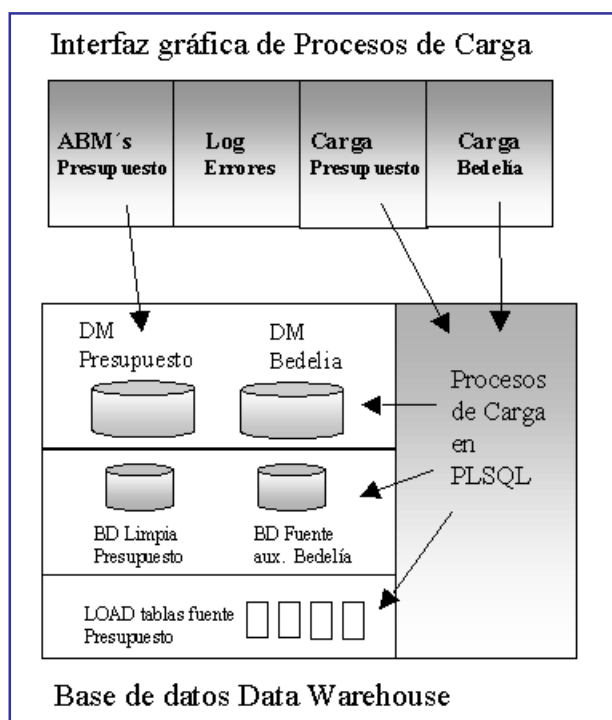 Interfaz gráfica de Procesos de Carga
ABM´s
Presupuesto
Log
Errores
Carga
Presupuesto
Carga
Bedelía
DM
Presupuesto
DM
Bedelia
Procesos
de Carga
en
PLSQL
BD Limpia
Presupuesto
BD Fuente
aux. Bedelía
LOAD tablas fuente
Presupuesto
Base de datos Data Warehouse